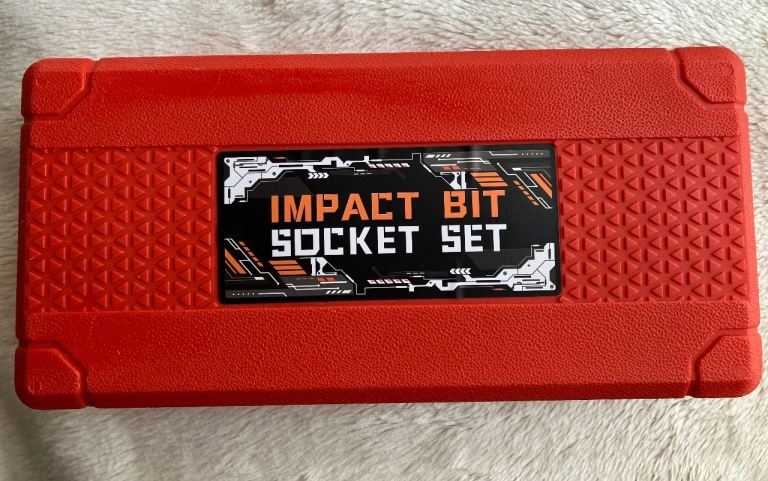 IMPACT BIT
SOCKET SET